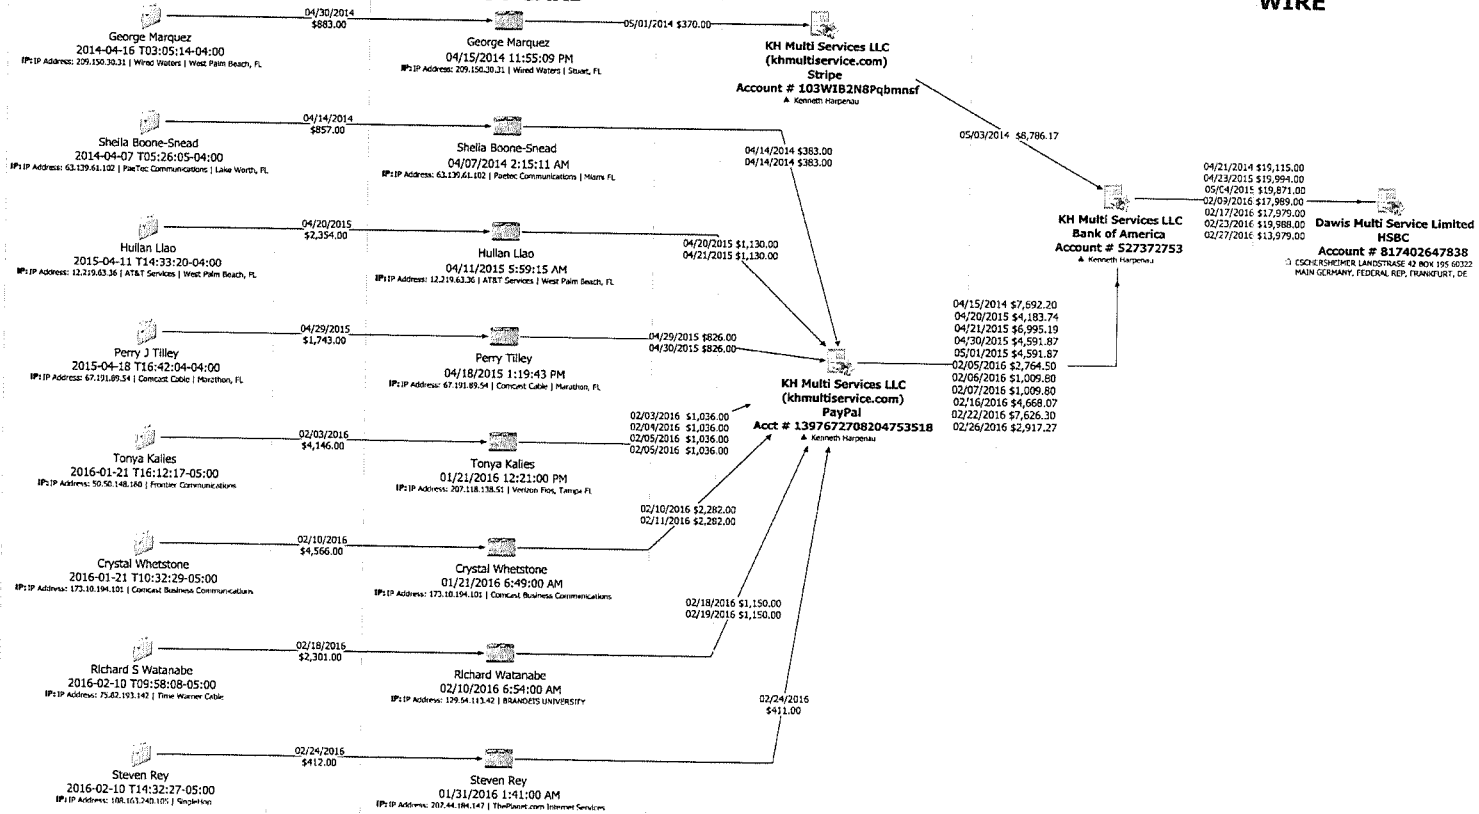 WIRE
04/30/2014
$883.00
George Marquez
2014-04-16 T03:05:14-04:00
IP: IP Address: 209.150.30.31 | Wired Waters | West Palm Beach, FL
George Marquez
04/15/2014 11:55:09 PM
IP: IP Address: 209.150.30.31 | Wired Waters | Stuart, FL
05/01/2014 $370.00
KH Multi Services LLC
(khmultiservice.com)
Stripe
Account # 103WIB2N8Pqbmnsf
▲ Kenneth Harpenau
05/03/2014 $8,786.17
04/14/2014
$857.00
Sheila Boone-Snead
2014-04-07 T05:26:05-04:00
IP: IP Address: 63.139.61.102 | PaeTec Communications | Lake Worth, FL
Sheila Boone-Snead
04/07/2014 2:15:11 AM
IP: IP Address: 63.139.61.102 | Paetec Communications | Miami FL
04/14/2014 $383.00
04/14/2014 $383.00
04/20/2015
$2,354.00
Huilan Liao
2015-04-11 T14:33:20-04:00
IP: IP Address: 12.219.63.36 | AT&T Services | West Palm Beach, FL
Huilan Liao
04/11/2015 5:59:15 AM
IP: IP Address: 12.219.63.36 | AT&T Services | West Palm Beach, FL
04/20/2015 $1,130.00
04/21/2015 $1,130.00
KH Multi Services LLC
Bank of America
Account # 527372753
▲ Kenneth Harpenau
04/21/2014 $19,115.00
04/23/2015 $19,994.00
05/04/2015 $19,871.00
02/09/2016 $17,989.00
02/17/2016 $17,979.00
02/23/2016 $19,988.00
02/27/2016 $13,979.00
Dawis Multi Service Limited
HSBC
Account # 817402647838
ESCHERSHEIMER LANDSTRASE 42 BOX 195 60322
MAIN GERMANY, FEDERAL REP, FRANKFURT, DE
04/29/2015
$1,743.00
Perry J Tilley
2015-04-18 T16:42:04-04:00
IP: IP Address: 67.191.89.54 | Comcast Cable | Marathon, FL
Perry Tilley
04/18/2015 1:19:43 PM
IP: IP Address: 67.191.89.54 | Comcast Cable | Marathon, FL
04/29/2015 $826.00
04/30/2015 $826.00
KH Multi Services LLC
(khmultiservice.com)
PayPal
Acct # 1397672708204753518
▲ Kenneth Harpenau
04/15/2014 $7,692.20
04/20/2015 $4,183.74
04/21/2015 $6,995.19
04/30/2015 $4,591.87
05/01/2015 $4,591.87
02/05/2016 $2,764.50
02/06/2016 $1,009.80
02/07/2016 $1,009.80
02/16/2016 $4,668.07
02/22/2016 $7,626.30
02/26/2016 $2,917.27
02/03/2016
$4,146.00
Tonya Kalies
2016-01-21 T16:12:17-05:00
IP: IP Address: 50.50.148.180 | Frontier Communications
Tonya Kalies
01/21/2016 12:21:00 PM
IP: IP Address: 207.118.138.51 | Verizon Fios, Tampa FL
02/03/2016 $1,036.00
02/04/2016 $1,036.00
02/05/2016 $1,036.00
02/05/2016 $1,036.00
02/10/2016
$4,566.00
Crystal Whetstone
2016-01-21 T10:32:29-05:00
IP: IP Address: 173.10.194.101 | Comcast Business Communications
Crystal Whetstone
01/21/2016 6:49:00 AM
IP: IP Address: 173.10.194.101 | Comcast Business Communications
02/10/2016 $2,282.00
02/11/2016 $2,282.00
02/18/2016
$2,301.00
Richard S Watanabe
2016-02-10 T09:58:08-05:00
IP: IP Address: 75.82.193.142 | Time Warner Cable
Richard Watanabe
02/10/2016 6:54:00 AM
IP: IP Address: 129.64.113.42 | BRANDEIS UNIVERSITY
02/18/2016 $1,150.00
02/19/2016 $1,150.00
02/24/2016
$412.00
Steven Rey
2016-02-10 T14:32:27-05:00
IP: IP Address: 108.163.240.105 | SingleHop
Steven Rey
01/31/2016 1:41:00 AM
IP: IP Address: 207.44.184.147 | ThePlanet.com Internet Services
02/24/2016
$411.00